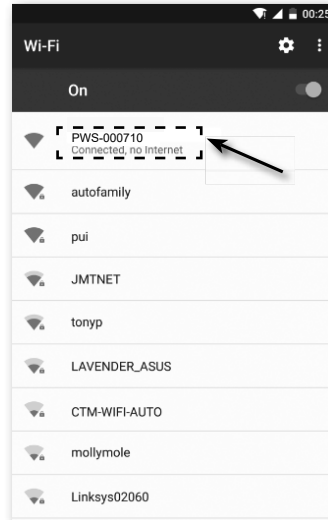 00:25
Wi-Fi
On
PWS-000710
Connected, no Internet
autofamily
pui
JMTNET
tonyp
LAVENDER_ASUS
CTM-WIFI-AUTO
mollymole
Linksys02060